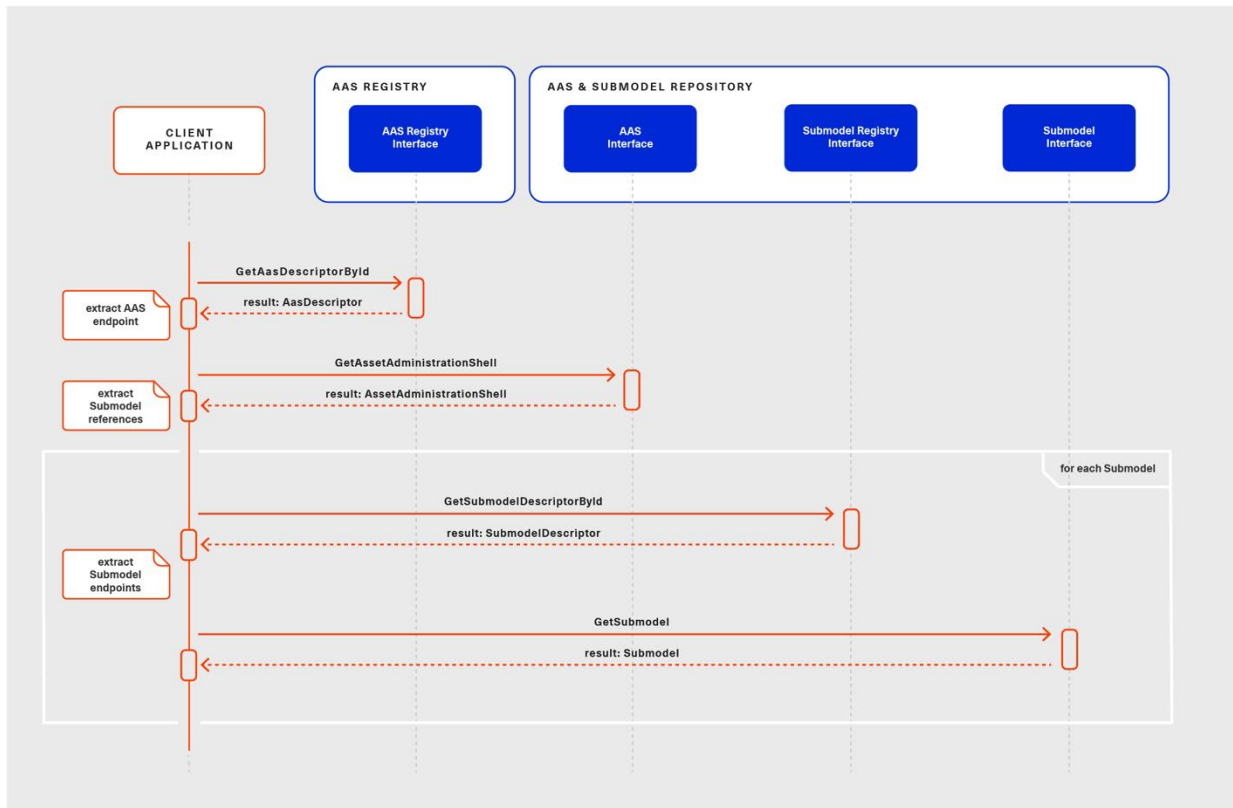 AAS REGISTRY
AAS & SUBMODEL REPOSITORY
CLIENT
APPLICATION
AAS Registry
Interface
AAS
Interface
Submodel Registry
Interface
Submodel
Interface
GetAasDescriptorById
result: AasDescriptor
extract AAS
endpoint
GetAssetAdministrationShell
result: AssetAdministrationShell
extract
Submodel
references
for each Submodel
GetSubmodelDescriptorById
result: SubmodelDescriptor
extract
Submodel
endpoints
GetSubmodel
result: Submodel